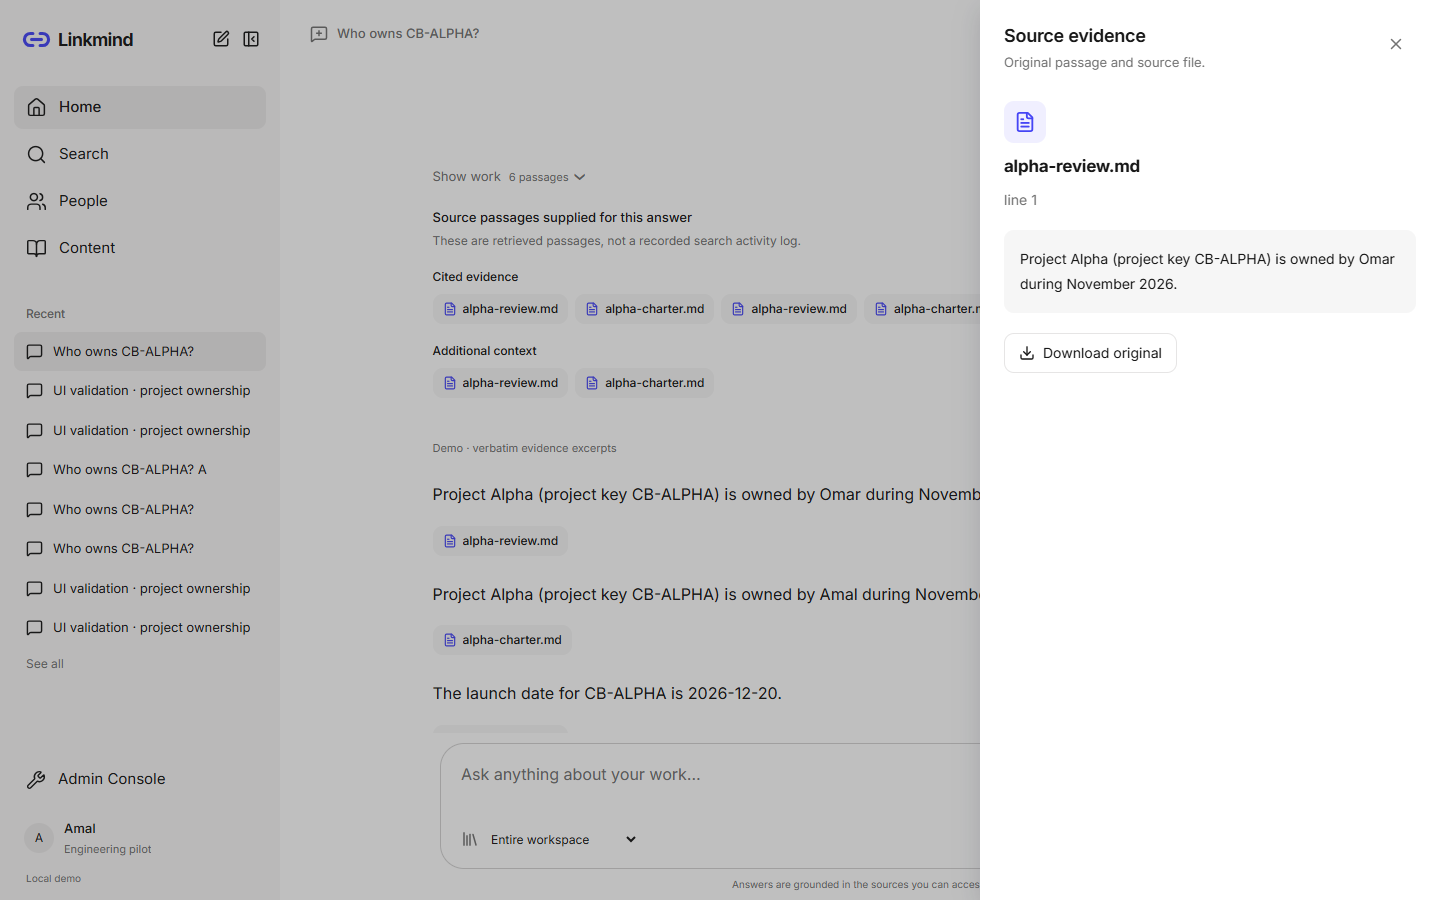 Linkmind
Home
Search
People
Content
Recent
Who owns CB-ALPHA?
UI validation · project ownership
UI validation · project ownership
Who owns CB-ALPHA? A
Who owns CB-ALPHA?
Who owns CB-ALPHA?
UI validation · project ownership
UI validation · project ownership
See all
Admin Console
A
Amal
Engineering pilot
Local demo
Who owns CB-ALPHA?
Show work 6 passages
Source passages supplied for this answer
These are retrieved passages, not a recorded search activity log.
Cited evidence
alpha-review.md alpha-charter.md alpha-review.md alpha-charter.
Additional context
alpha-review.md alpha-charter.md
Demo · verbatim evidence excerpts
Project Alpha (project key CB-ALPHA) is owned by Omar during Novemb
alpha-review.md
Project Alpha (project key CB-ALPHA) is owned by Amal during Novemb
alpha-charter.md
The launch date for CB-ALPHA is 2026-12-20.
Ask anything about your work...
Entire workspace
Answers are grounded in the sources you can acces
Source evidence
Original passage and source file.
alpha-review.md
line 1
Project Alpha (project key CB-ALPHA) is owned by Omar
during November 2026.
Download original